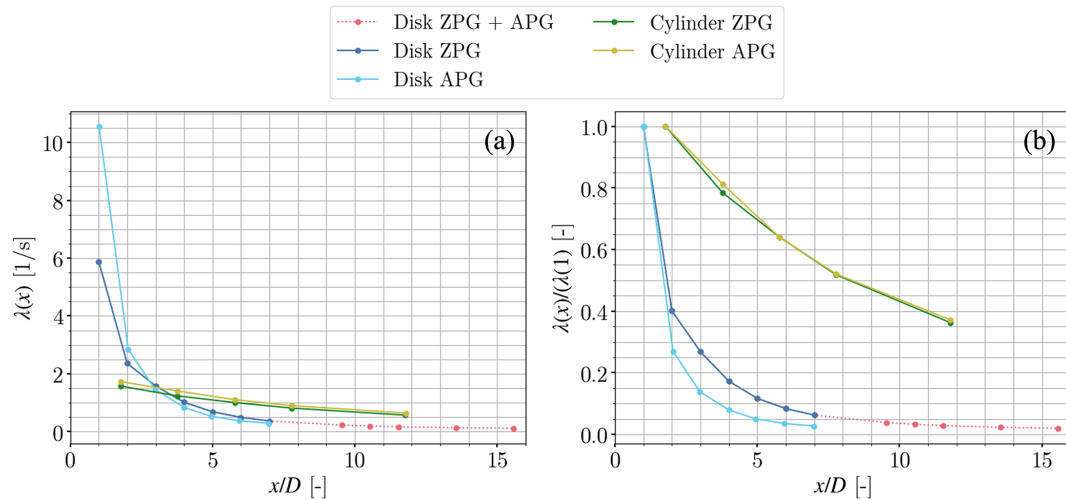 Disk ZPG + APG
Disk ZPG
Disk APG
Cylinder ZPG
Cylinder APG
(a)
10
8
6
4
2
0
λ(x) [1/s]
0 5 10 15
x/D [-]
(b)
1.0
0.8
0.6
0.4
0.2
0.0
λ(x)/(λ(1) [-]
0 5 10 15
x/D [-]